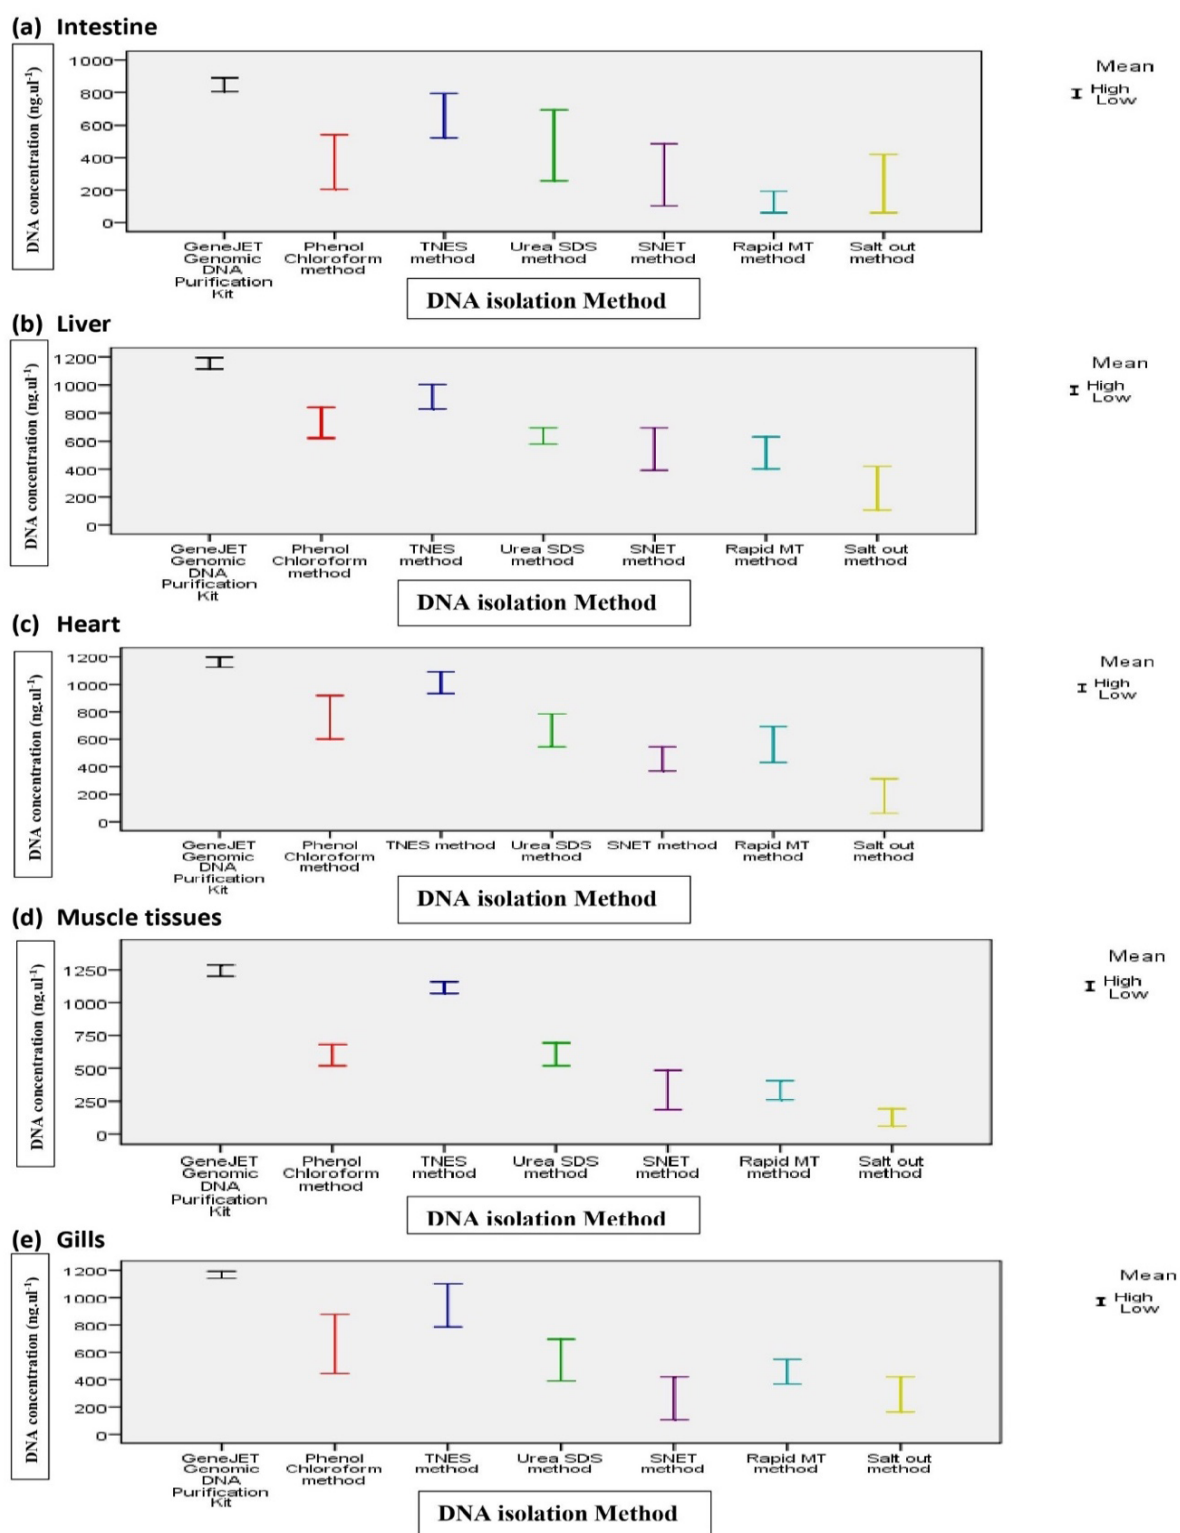 (a) Intestine
DNA concentration (ng.ul⁻¹)
1000
800
600
400
200
0
GeneJET Genomic DNA Purification Kit
Phenol Chloroform method
TNES method
Urea SDS method
SNET method
Rapid MT method
Salt out method
DNA isolation Method
Mean
High
Low
(b) Liver
DNA concentration (ng.ul⁻¹)
1200
1000
800
600
400
200
0
GeneJET Genomic DNA Purification Kit
Phenol Chloroform method
TNES method
Urea SDS method
SNET method
Rapid MT method
Salt out method
DNA isolation Method
Mean
High
Low
(c) Heart
DNA concentration (ng.ul⁻¹)
1200
1000
800
600
400
200
0
GeneJET Genomic DNA Purification Kit
Phenol Chloroform method
TNES method
Urea SDS method
SNET method
Rapid MT method
Salt out method
DNA isolation Method
Mean
High
Low
(d) Muscle tissues
DNA concentration (ng.ul⁻¹)
1250
1000
750
500
250
0
GeneJET Genomic DNA Purification Kit
Phenol Chloroform method
TNES method
Urea SDS method
SNET method
Rapid MT method
Salt out method
DNA isolation Method
Mean
High
Low
(e) Gills
DNA concentration (ng.ul⁻¹)
1200
1000
800
600
400
200
0
GeneJET Genomic DNA Purification Kit
Phenol Chloroform method
TNES method
Urea SDS method
SNET method
Rapid MT method
Salt out method
DNA isolation Method
Mean
High
Low